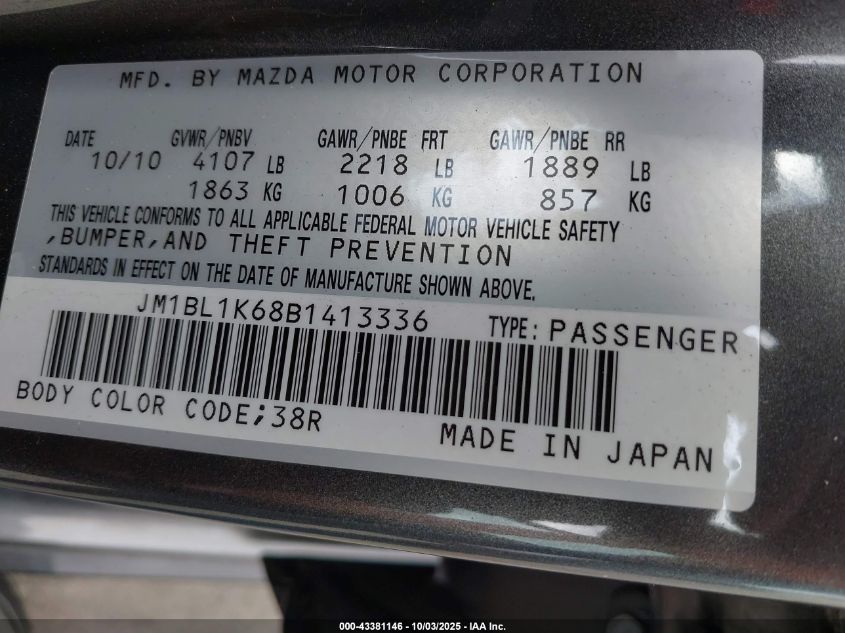 MFD. BY MAZDA MOTOR CORPORATION
DATE GVWR/PNBV GAWR/PNBE FRT GAWR/PNBE RR
10/10 4107 LB 2218 LB 1889 LB
1863 KG 1006 KG 857 KG
THIS VEHICLE CONFORMS TO ALL APPLICABLE FEDERAL MOTOR VEHICLE SAFETY
,BUMPER,AND THEFT PREVENTION
STANDARDS IN EFFECT ON THE DATE OF MANUFACTURE SHOWN ABOVE.
JM1BL1K68B1413336 TYPE: PASSENGER
BODY COLOR CODE;38R
MADE IN JAPAN
000-43381146 - 10/03/2025 - IAA Inc.